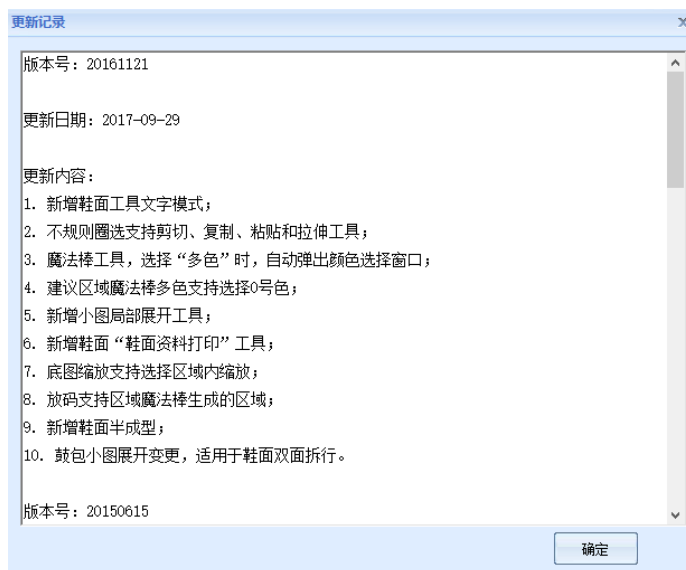 更新记录
版本号：20161121
更新日期：2017-09-29
更新内容：
1. 新增鞋面工具文字模式；
2. 不规则圈选支持剪切、复制、粘贴和拉伸工具；
3. 魔法棒工具，选择“多色”时，自动弹出颜色选择窗口；
4. 建议区域魔法棒多色支持选择0号色；
5. 新增小图局部展开工具；
6. 新增鞋面“鞋面资料打印”工具；
7. 底图缩放支持选择区域内缩放；
8. 放码支持区域魔法棒生成的区域；
9. 新增鞋面半成型；
10. 鼓包小图展开变更，适用于鞋面双面拆行。
版本号：20150615
确定